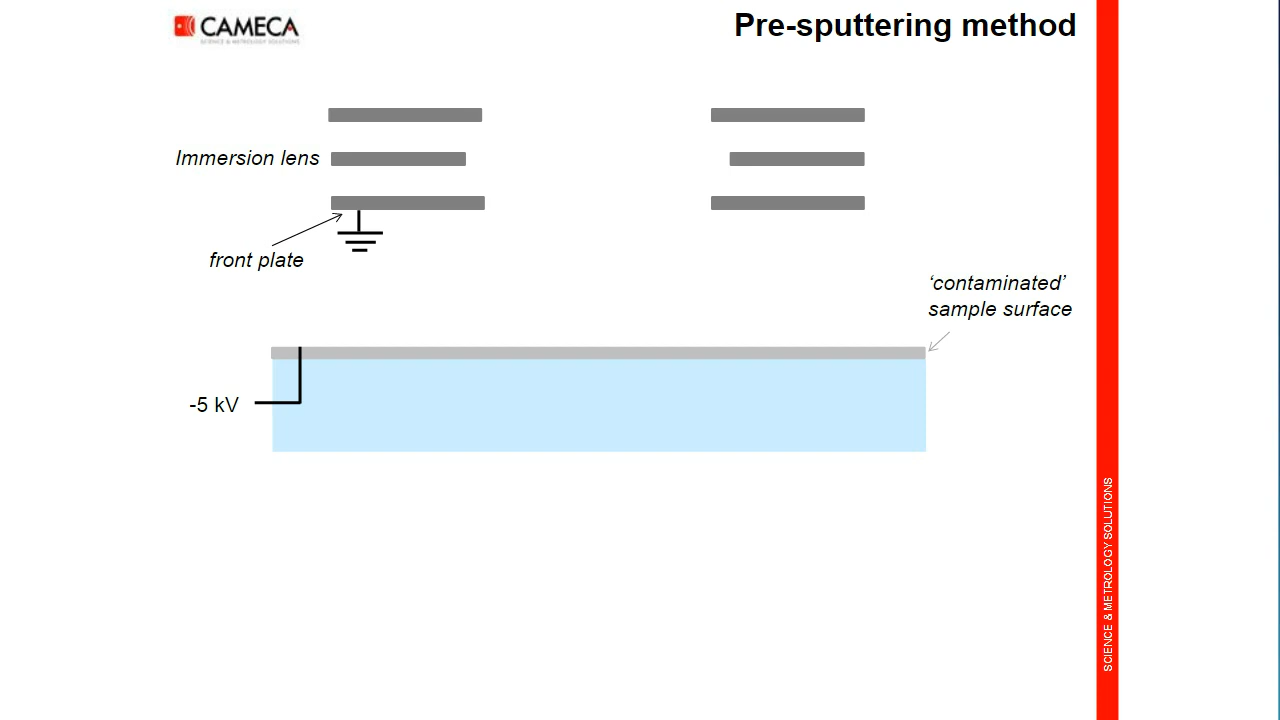 CAMECA
SCIENCE & METROLOGY SOLUTIONS
Pre-sputtering method
Immersion lens
front plate
‘contaminated’
sample surface
-5 kV
SCIENCE & METROLOGY SOLUTIONS